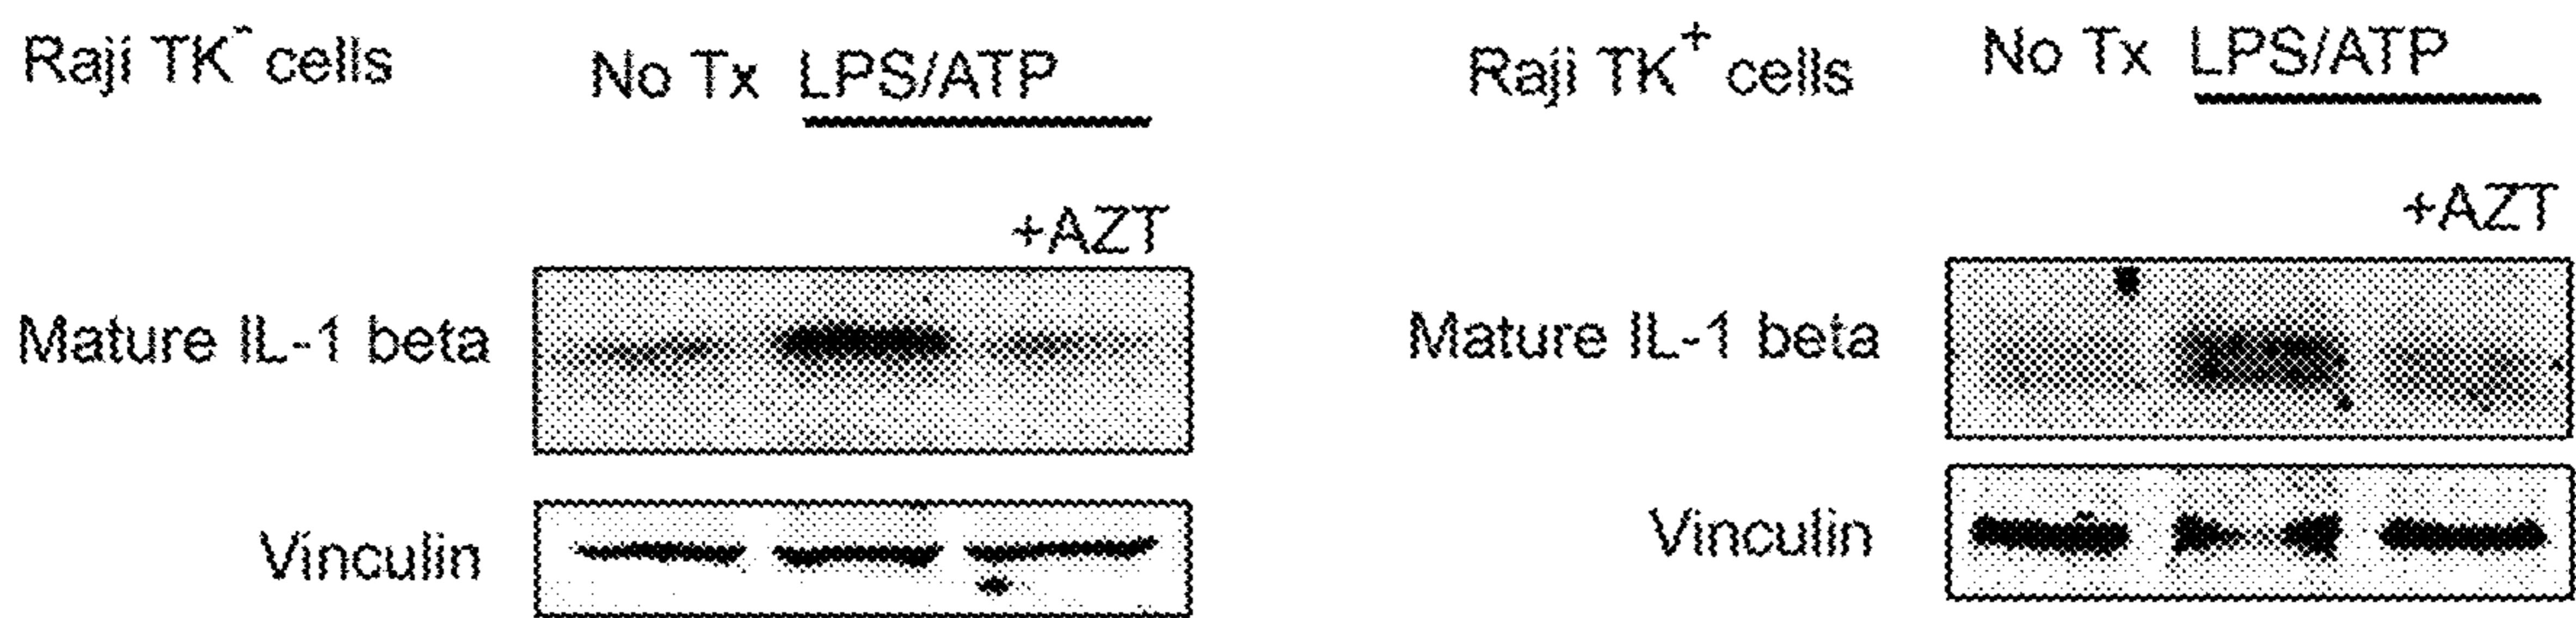 Raji TK⁻ cells
No Tx LPS/ATP
+AZT
Mature IL-1 beta
Vinculin
Raji TK⁺ cells
No Tx LPS/ATP
+AZT
Mature IL-1 beta
Vinculin